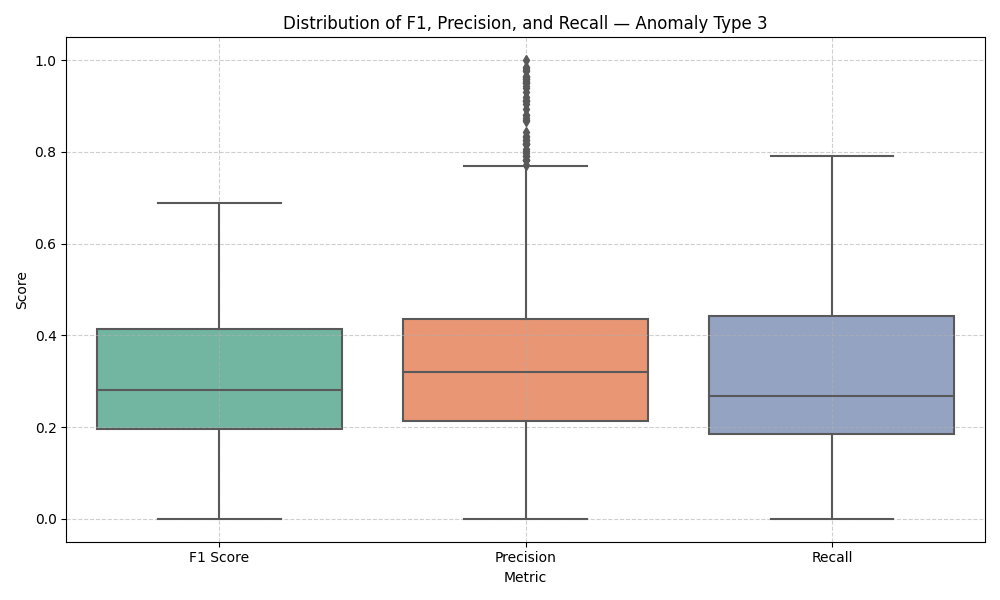 Distribution of F1, Precision, and Recall — Anomaly Type 3
1.0
0.8
0.6
0.4
0.2
0.0
Score
F1 Score
Precision
Recall
Metric